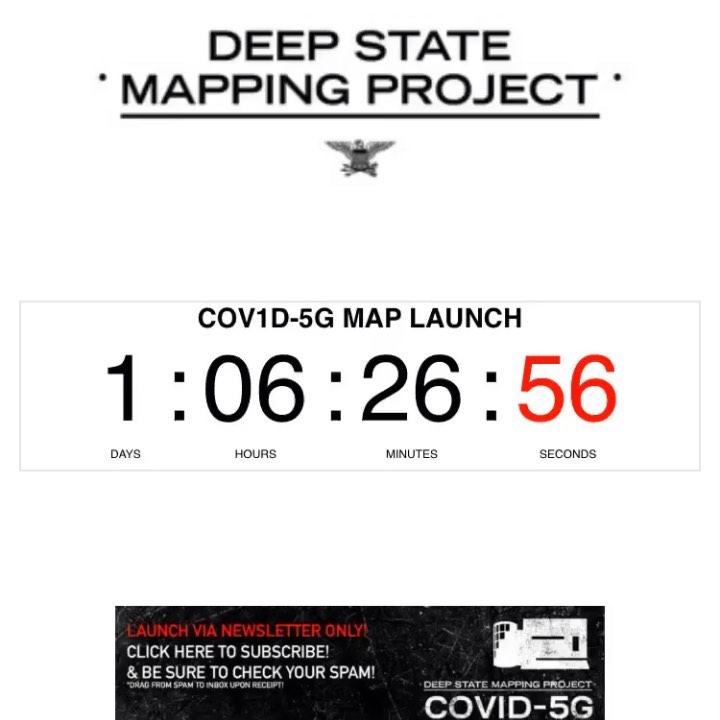 DEEP STATE
· MAPPING PROJECT ·
COV1D-5G MAP LAUNCH
1 : 06 : 26 : 56
DAYS HOURS MINUTES SECONDS
LAUNCH VIA NEWSLETTER ONLY!
CLICK HERE TO SUBSCRIBE!
& BE SURE TO CHECK YOUR SPAM!
*DRAG FROM SPAM TO INBOX UPON RECEIPT!
· DEEP STATE MAPPING PROJECT ·
COVID-5G